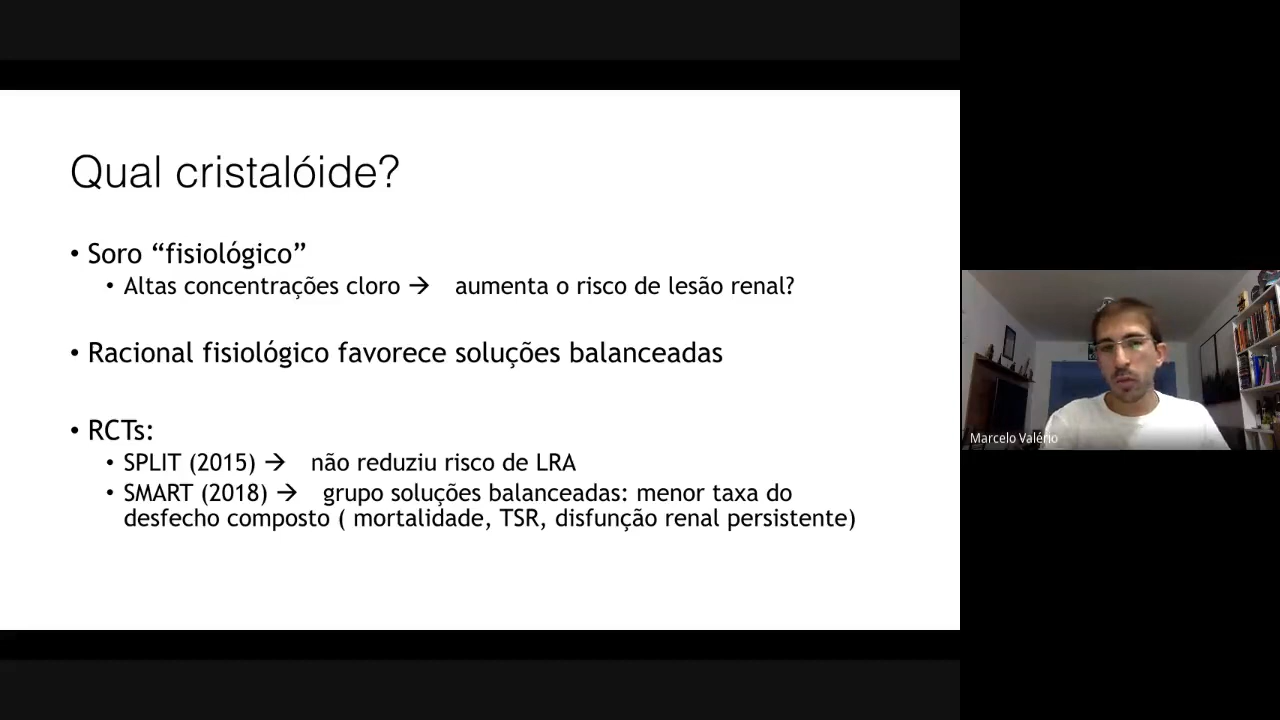 Qual cristalóide?
• Soro “fisiológico”
• Altas concentrações cloro → aumenta o risco de lesão renal?
• Racional fisiológico favorece soluções balanceadas
• RCTs:
• SPLIT (2015) → não reduziu risco de LRA
• SMART (2018) → grupo soluções balanceadas: menor taxa do
desfecho composto ( mortalidade, TSR, disfunção renal persistente)
Marcelo Valério